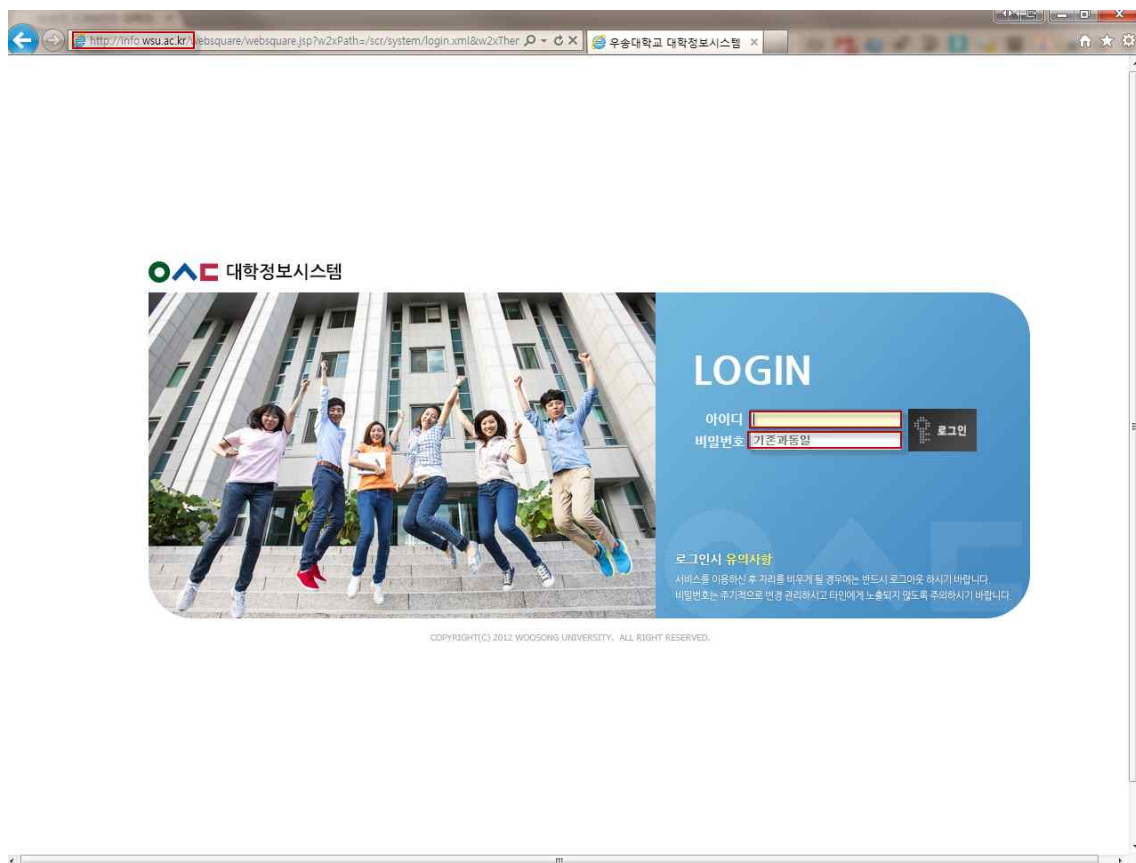 http://info.wsu.ac.kr/websquare/websquare.jsp?w2xPath=/scr/system/login.xml&w2xTher
우송대학교 대학정보시스템
대학정보시스템
LOGIN
아이디
비밀번호 기존과동일
로그인
로그인시 유의사항
서비스를 이용하신 후 자리를 비우게 될 경우에는 반드시 로그아웃 하시기 바랍니다.
비밀번호는 주기적으로 변경 관리하시고 타인에게 노출되지 않도록 주의하시기 바랍니다.
COPYRIGHT(C) 2012 WOOSONG UNIVERSITY. ALL RIGHT RESERVED.